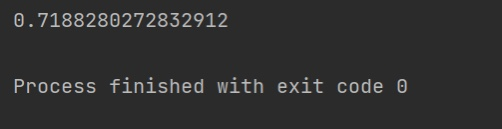 0.7188280272832912
Process finished with exit code 0